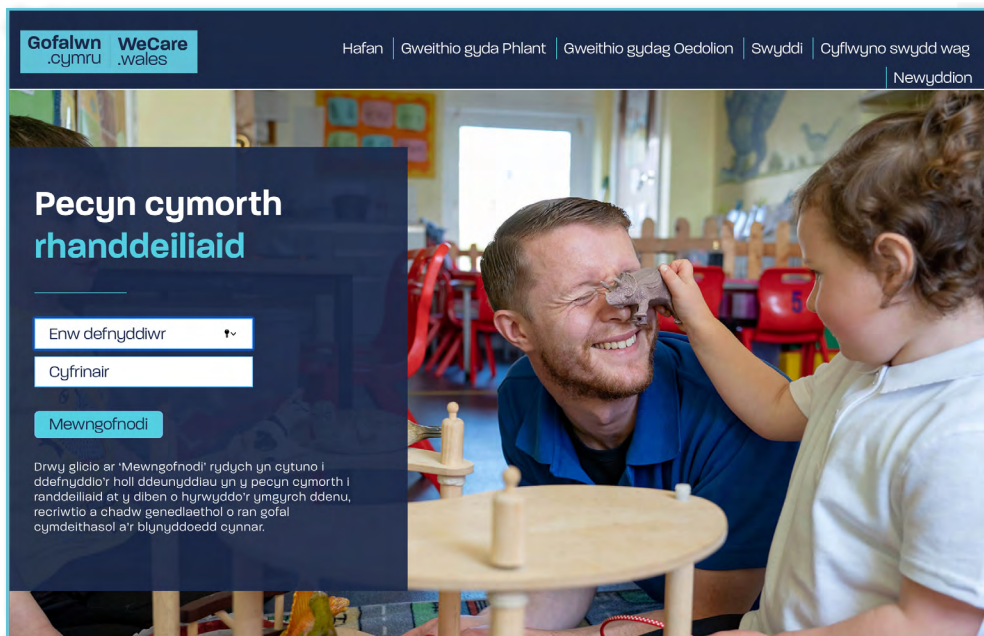 Gofalwn WeCare
.cymru .wales
Hafan Gweithio gyda Phlant Gweithio gydag Oedolion Swyddi Cyflwyno swydd wag
Newyddion
Pecyn cymorth
rhanddeiliaid
Enw defnyddiwr
Cyfrinair
Mewngofnodi
Drwy glicio ar ‘Mewngofnodi’ rydych yn cytuno i
ddefnyddio'r holl ddeunyddiau yn y pecyn cymorth i
randdeiliaid at y diben o hyrwyddo'r ymgyrch ddenu,
recriwtio a chadw genedlaethol o ran gofal
cymdeithasol a'r blynyddoedd cynnar.
5